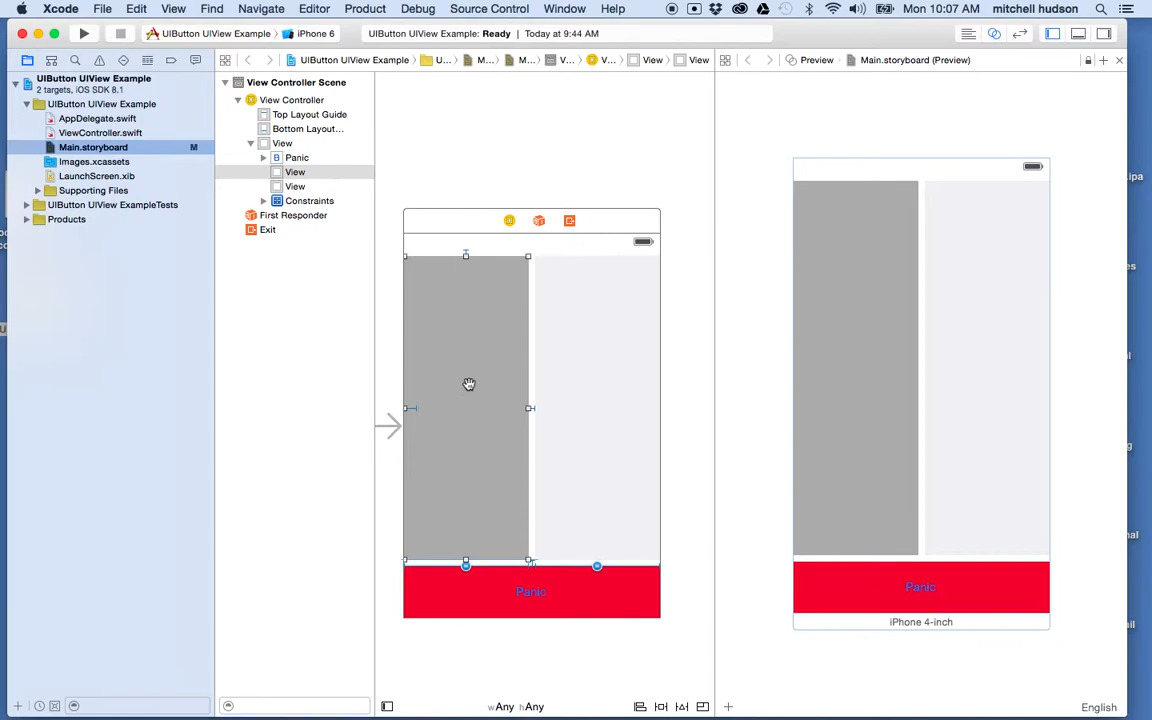 Xcode File Edit View Find Navigate Editor Product Debug Source Control Window Help Mon 10:07 AM mitchell hudson
UIButton UIView Example iPhone 6 UIButton UIView Example: Ready Today at 9:44 AM
UIButton UIView Example U... M... M... V... V... View View Preview Main.storyboard (Preview)
UIButton UIView Example
2 targets, iOS SDK 8.1
UIButton UIView Example
AppDelegate.swift
ViewController.swift
Main.storyboard M
Images.xcassets
LaunchScreen.xib
Supporting Files
UIButton UIView ExampleTests
Products
View Controller Scene
View Controller
Top Layout Guide
Bottom Layout...
View
B Panic
View
View
Constraints
First Responder
Exit
Panic
Panic
iPhone 4-inch
wAny hAny
English